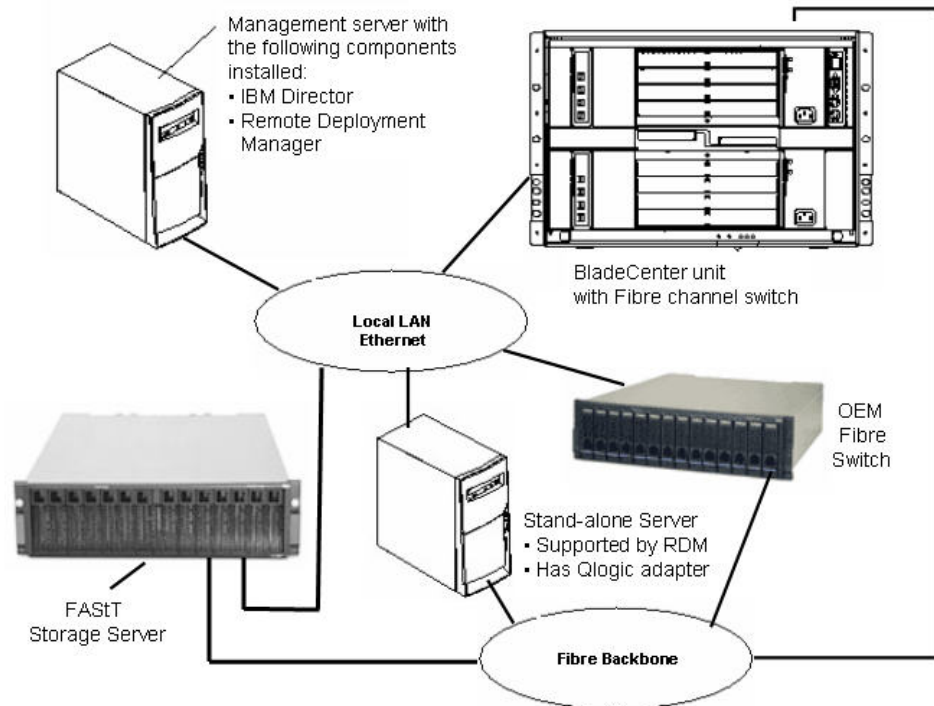 Management server with
the following components
installed:
▪ IBM Director
▪ Remote Deployment
Manager
BladeCenter unit
with Fibre channel switch
Local LAN
Ethernet
OEM
Fibre
Switch
Stand-alone Server
▪ Supported by RDM
▪ Has Qlogic adapter
FAStT
Storage Server
Fibre Backbone